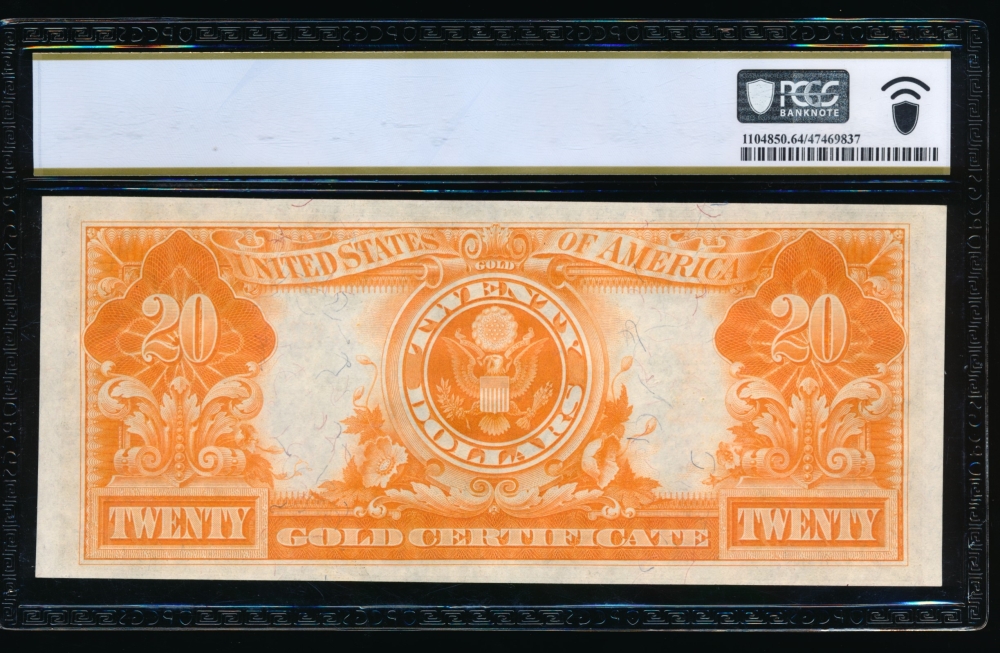 PCGS
BANKNOTE
1104850.64/47469837
UNITED STATES OF AMERICA
GOLD
20
20
TWENTY
DOLLARS
TWENTY
GOLD CERTIFICATE
TWENTY